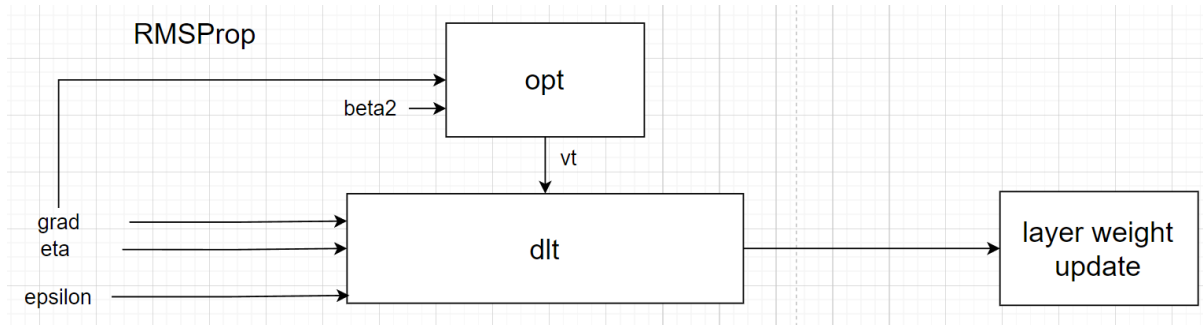 RMSProp
opt
beta2
vt
grad
eta
epsilon
dlt
layer weight
update